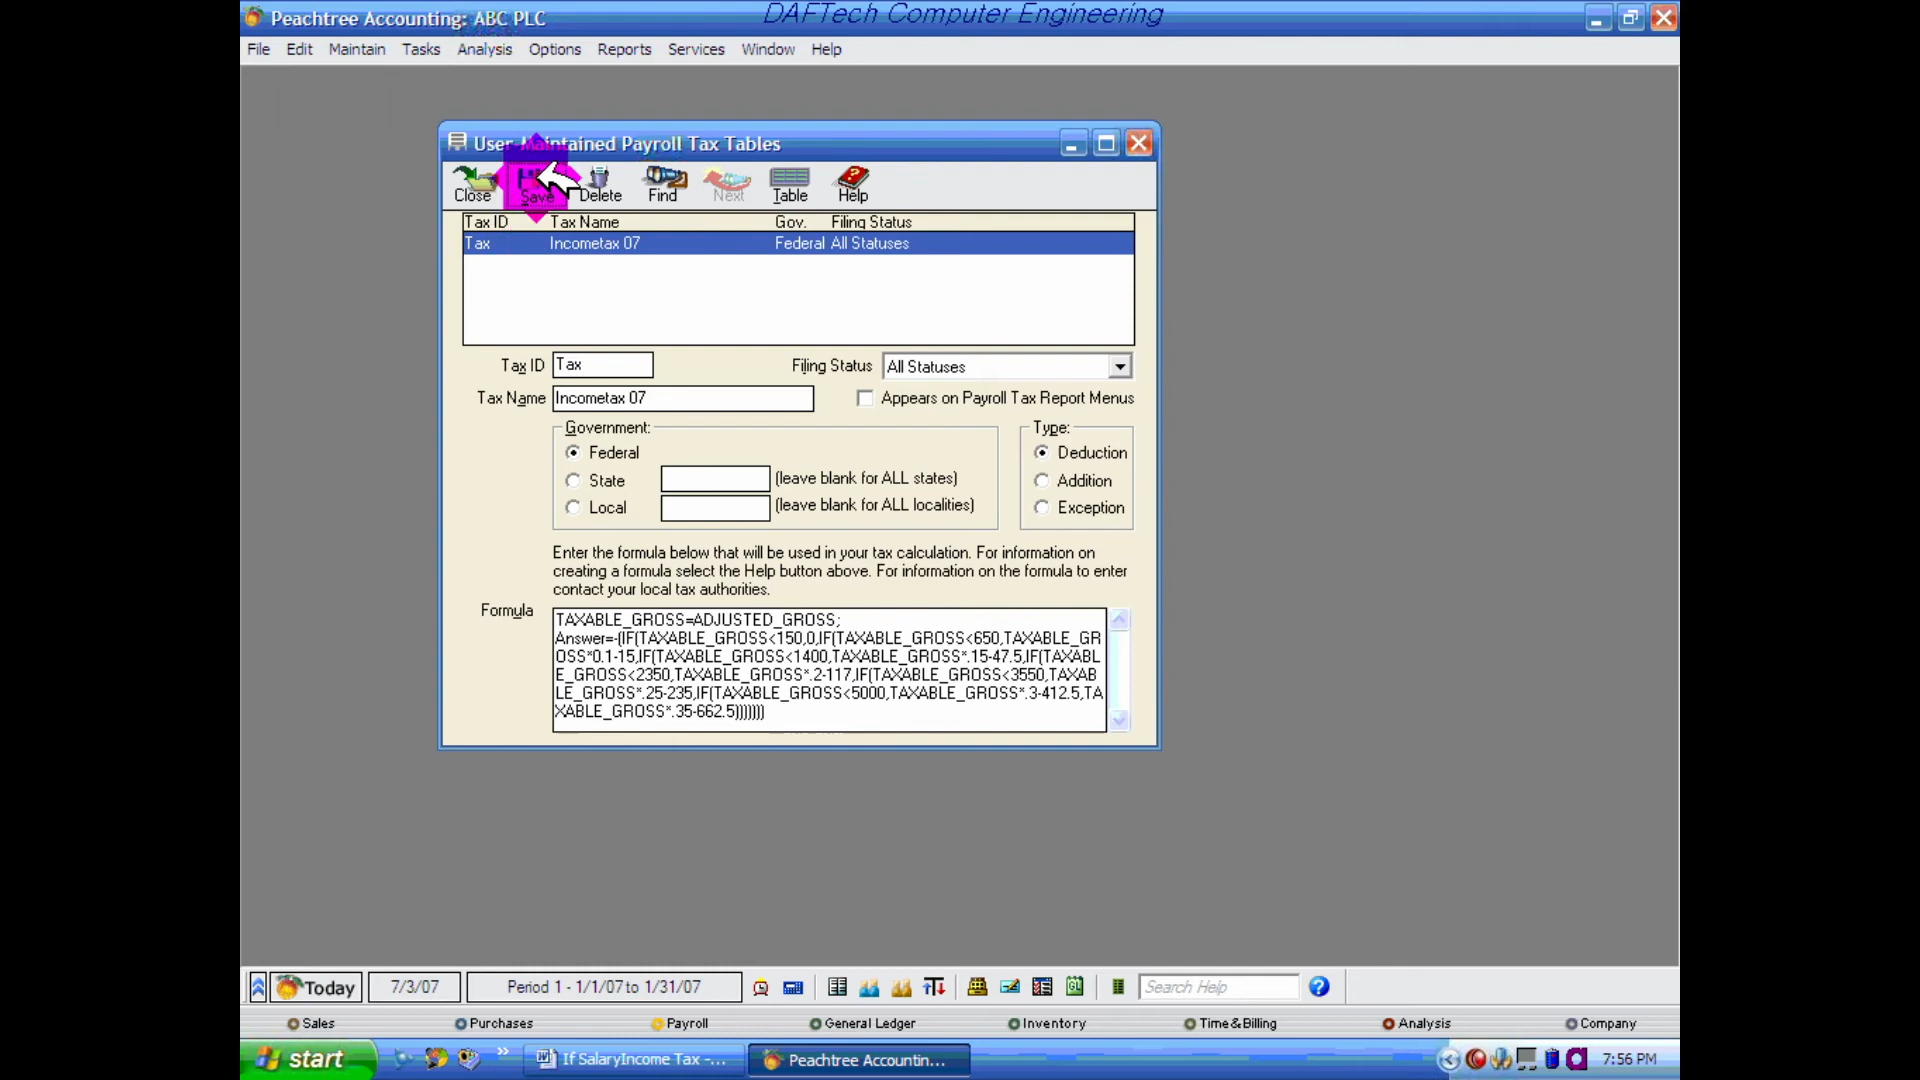 Peachtree Accounting: ABC PLC
DAFTech Computer Engineering
File Edit Maintain Tasks Analysis Options Reports Services Window Help
User-Maintained Payroll Tax Tables
Close Save Delete Find Next Table Help
Tax ID Tax Name Gov. Filing Status
Tax Incometax 07 Federal All Statuses
Tax ID Tax Filing Status All Statuses
Tax Name Incometax 07 Appears on Payroll Tax Report Menus
Government: Type:
Federal Deduction
State (leave blank for ALL states) Addition
Local (leave blank for ALL localities) Exception
Enter the formula below that will be used in your tax calculation. For information on
creating a formula select the Help button above. For information on the formula to enter
contact your local tax authorities.
Formula
TAXABLE_GROSS=ADJUSTED_GROSS;
Answer=-(IF(TAXABLE_GROSS<150,0,IF(TAXABLE_GROSS<650,TAXABLE_GR
OSS*0.1-15,IF(TAXABLE_GROSS<1400,TAXABLE_GROSS*.15-47.5,IF(TAXABL
E_GROSS<2350,TAXABLE_GROSS*.2-117,IF(TAXABLE_GROSS<3550,TAXAB
LE_GROSS*.25-235,IF(TAXABLE_GROSS<5000,TAXABLE_GROSS*.3-412.5,TA
XABLE_GROSS*.35-662.5)))))))
Today 7/3/07 Period 1 - 1/1/07 to 1/31/07 Search Help
Sales Purchases Payroll General Ledger Inventory Time & Billing Analysis Company
start If SalaryIncome Tax -... Peachtree Accountin... 7:56 PM